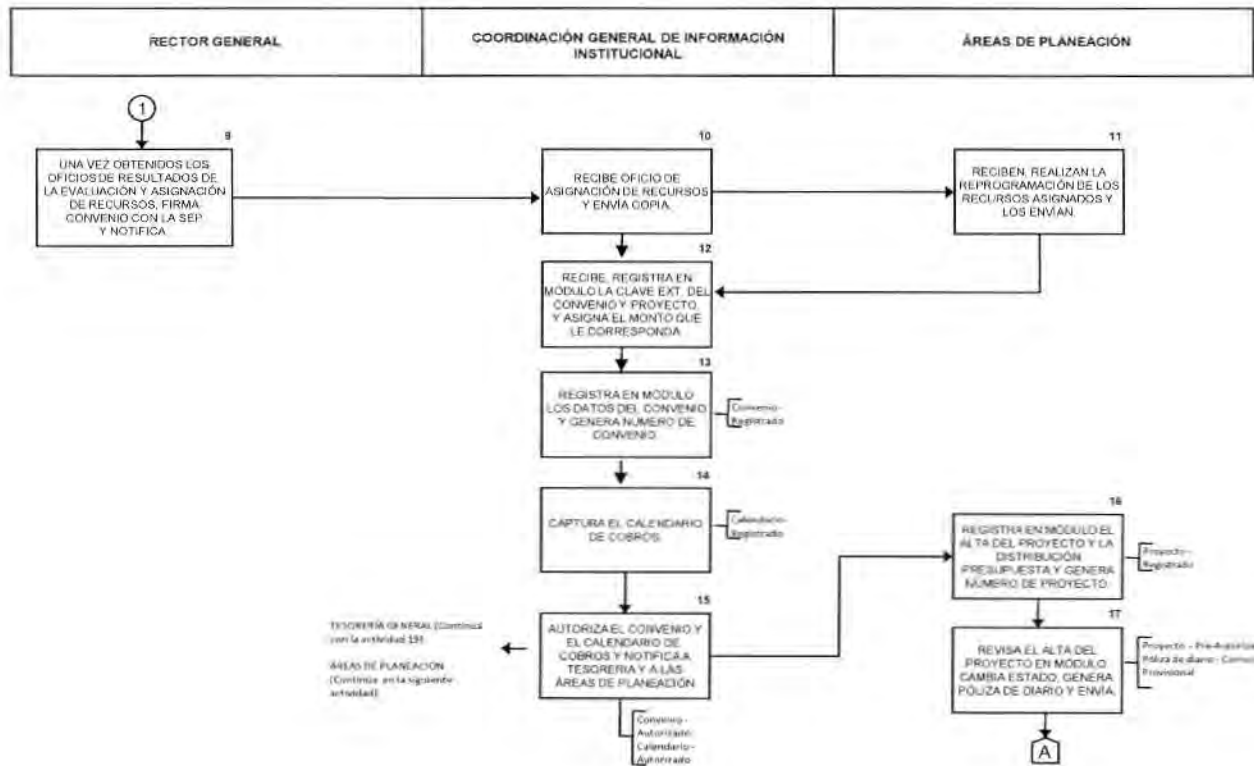 RECTOR GENERAL
COORDINACIÓN GENERAL DE INFORMACIÓN
INSTITUCIONAL
ÁREAS DE PLANEACIÓN
1
9
UNA VEZ OBTENIDOS LOS
OFICIOS DE RESULTADOS DE
LA EVALUACIÓN Y ASIGNACIÓN
DE RECURSOS, FIRMA
CONVENIO CON LA SEP
Y NOTIFICA.
10
RECIBE OFICIO DE
ASIGNACIÓN DE RECURSOS
Y ENVÍA COPIA.
11
RECIBEN, REALIZAN LA
REPROGRAMACIÓN DE LOS
RECURSOS ASIGNADOS Y
LOS ENVÍAN.
12
RECIBE, REGISTRA EN
MÓDULO LA CLAVE EXT. DEL
CONVENIO Y PROYECTO
Y ASIGNA EL MONTO QUE
LE CORRESPONDA.
13
REGISTRA EN MÓDULO
LOS DATOS DEL CONVENIO
Y GENERA NÚMERO DE
CONVENIO.
Convenio -
Registrado
14
CAPTURA EL CALENDARIO
DE COBROS.
Calendario-
Registrado
15
AUTORIZA EL CONVENIO Y
EL CALENDARIO DE
COBROS Y NOTIFICA A
TESORERIA Y A LAS
ÁREAS DE PLANEACIÓN
TESORERÍA GENERAL (Continúa
con la actividad 19).
ÁREAS DE PLANEACIÓN
(Continúa en la siguiente
actividad)
Convenio -
Autorizado
Calendario -
Autorizado
16
REGISTRA EN MÓDULO EL
ALTA DEL PROYECTO Y LA
DISTRIBUCIÓN
PRESUPUESTA Y GENERA
NÚMERO DE PROYECTO.
Proyecto -
Registrado
17
REVISA EL ALTA DEL
PROYECTO EN MÓDULO
CAMBIA ESTADO, GENERA
PÓLIZA DE DIARIO Y ENVÍA.
Proyecto - Pre-Autoriza
Póliza de diario -
Provisional
A